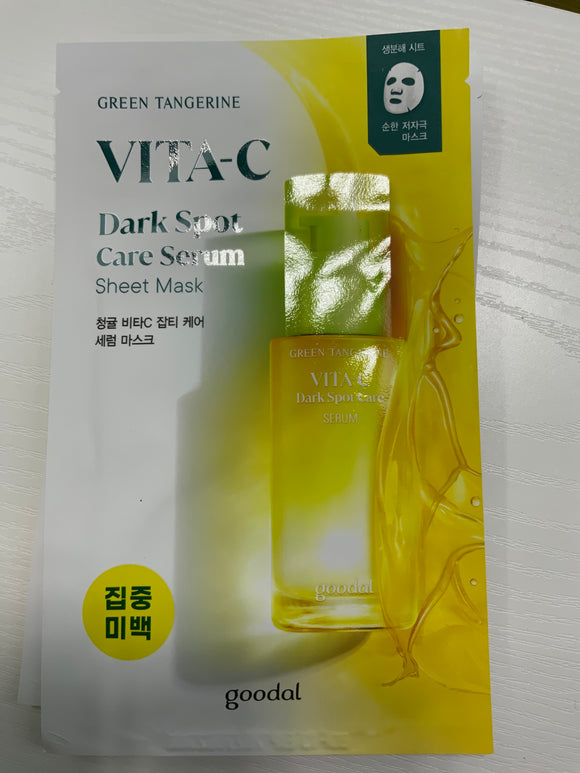 생분해 시트
순한 저자극
마스크
GREEN TANGERINE
VITA-C
Dark Spot
Care Serum
Sheet Mask
청귤 비타C 잡티 케어
세럼 마스크
GREEN TANGERINE
VITA-C
Dark Spot Care
SERUM
goodal
집중
미백
goodal